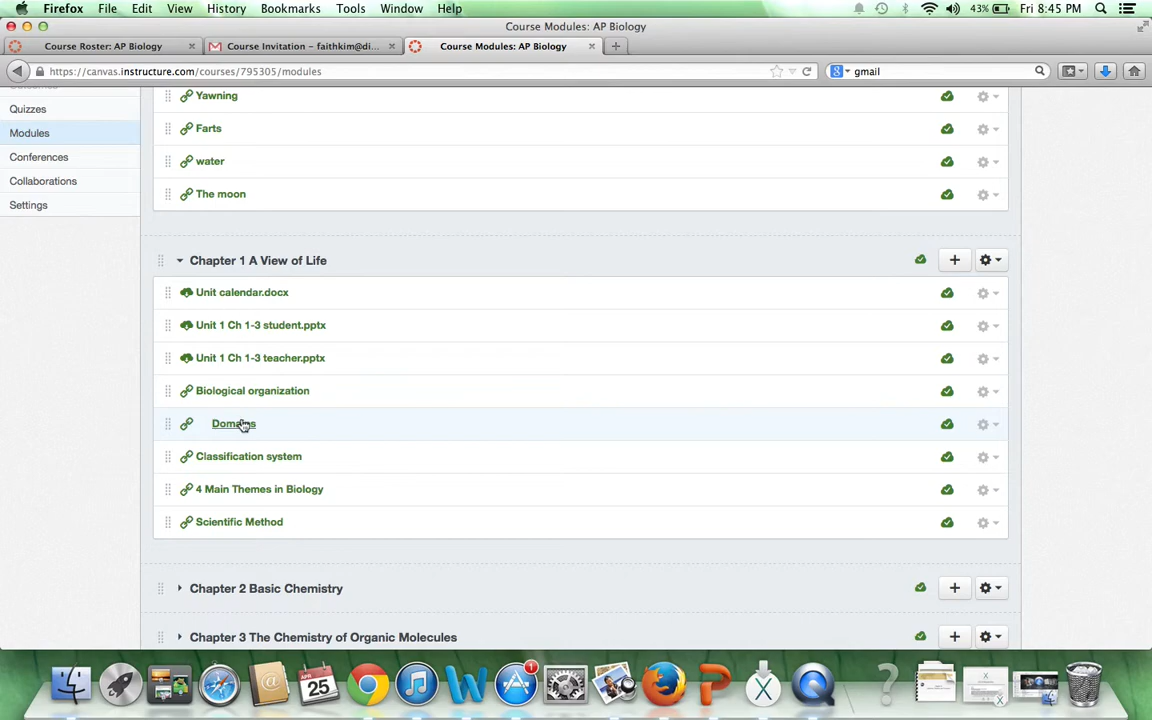 Firefox File Edit View History Bookmarks Tools Window Help 43% Fri 8:45 PM
Course Modules: AP Biology
Course Roster: AP Biology Course Invitation – faithkim@di... Course Modules: AP Biology
https://canvas.instructure.com/courses/795305/modules gmail
Quizzes
Modules
Conferences
Collaborations
Settings
Yawning
Farts
water
The moon
Chapter 1 A View of Life
Unit calendar.docx
Unit 1 Ch 1-3 student.pptx
Unit 1 Ch 1-3 teacher.pptx
Biological organization
Domains
Classification system
4 Main Themes in Biology
Scientific Method
Chapter 2 Basic Chemistry
Chapter 3 The Chemistry of Organic Molecules
APR
25
1